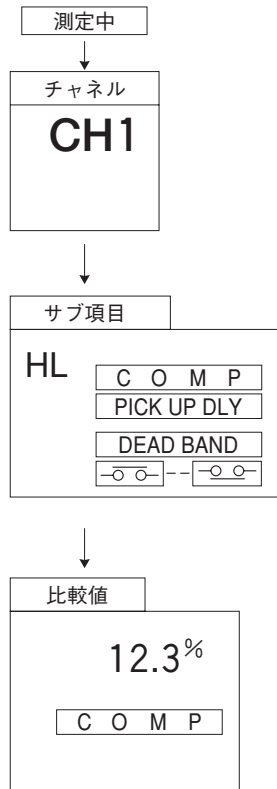 測定中
チャネル
CH1
サブ項目
HL
C O M P
PICK UP DLY
DEAD BAND
比較値
12.3%
C O M P